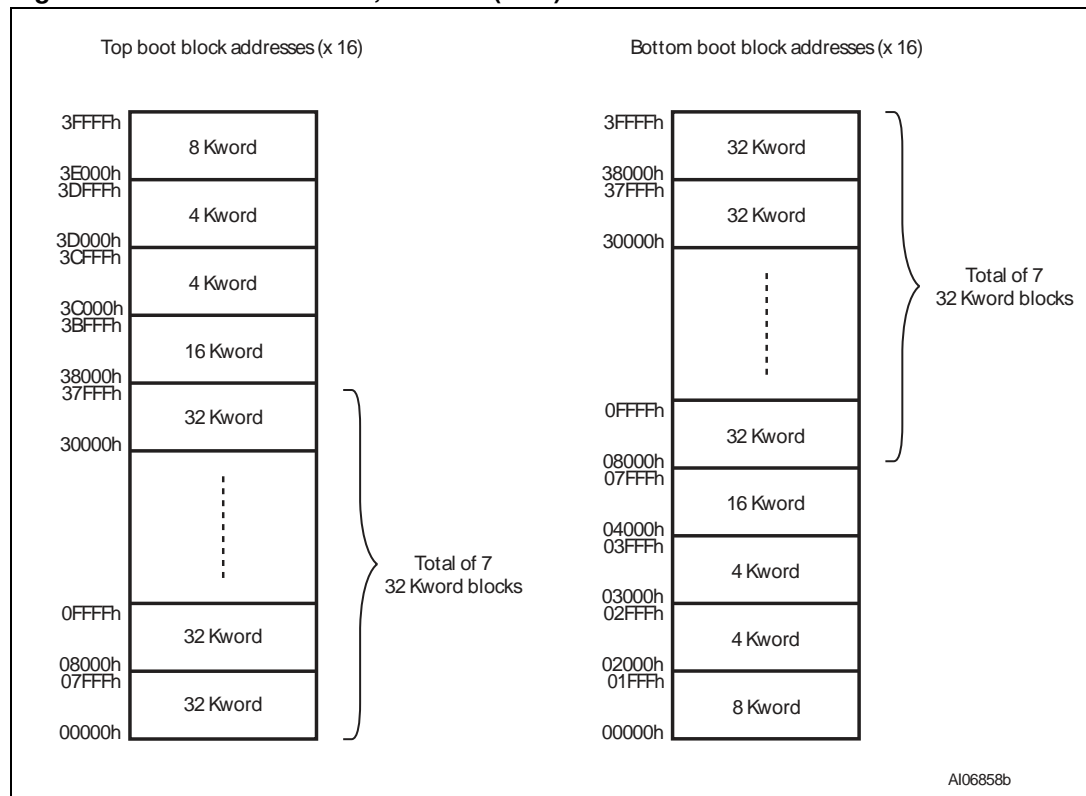 Top boot block addresses (x 16)
3FFFFh
8 Kword
3E000h
3DFFFh
4 Kword
3D000h
3CFFFh
4 Kword
3C000h
3BFFFh
16 Kword
38000h
37FFFh
32 Kword
30000h
Total of 7
32 Kword blocks
0FFFFh
32 Kword
08000h
07FFFh
32 Kword
00000h
Bottom boot block addresses (x 16)
3FFFFh
32 Kword
38000h
37FFFh
32 Kword
30000h
Total of 7
32 Kword blocks
0FFFFh
32 Kword
08000h
07FFFh
16 Kword
04000h
03FFFh
4 Kword
03000h
02FFFh
4 Kword
02000h
01FFFh
8 Kword
00000h
AI06858b